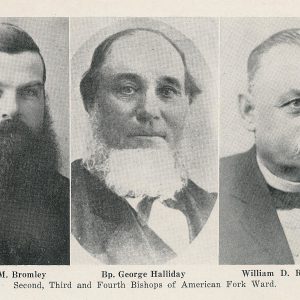 M. Bromley
Bp. George Halliday
William D. R
Second, Third and Fourth Bishops of American Fork Ward.